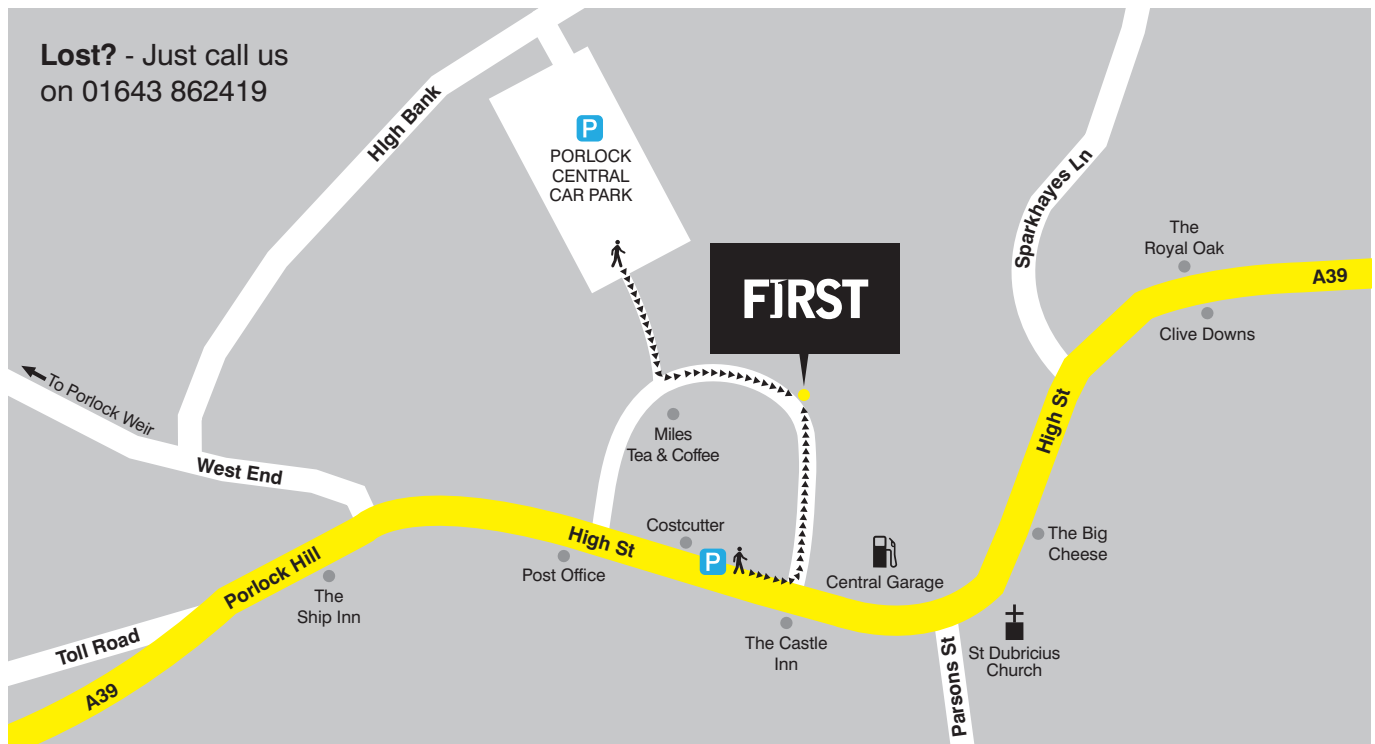 Lost? - Just call us
on 01643 862419
HIgh Bank
P
PORLOCK
CENTRAL
CAR PARK
Sparkhayes Ln
The
Royal Oak
A39
Clive Downs
F1RST
To Porlock Weir
West End
Miles
Tea & Coffee
High St
Costcutter
High St
P
Post Office
Central Garage
The Big
Cheese
Porlock Hill
The
Ship Inn
The Castle
Inn
St Dubricius
Church
Toll Road
A39
Parsons St